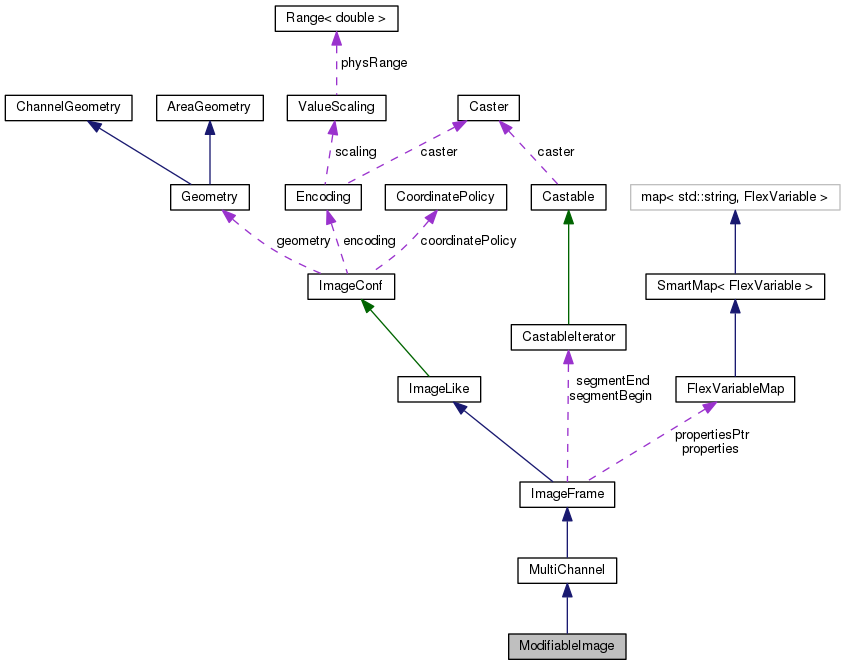 Range< double >
physRange
ChannelGeometry
AreaGeometry
ValueScaling
Caster
scaling
caster
caster
Geometry
Encoding
CoordinatePolicy
Castable
map< std::string, FlexVariable >
geometry
encoding
coordinatePolicy
ImageConf
SmartMap< FlexVariable >
CastableIterator
ImageLike
segmentEnd
segmentBegin
FlexVariableMap
propertiesPtr
properties
ImageFrame
MultiChannel
ModifiableImage